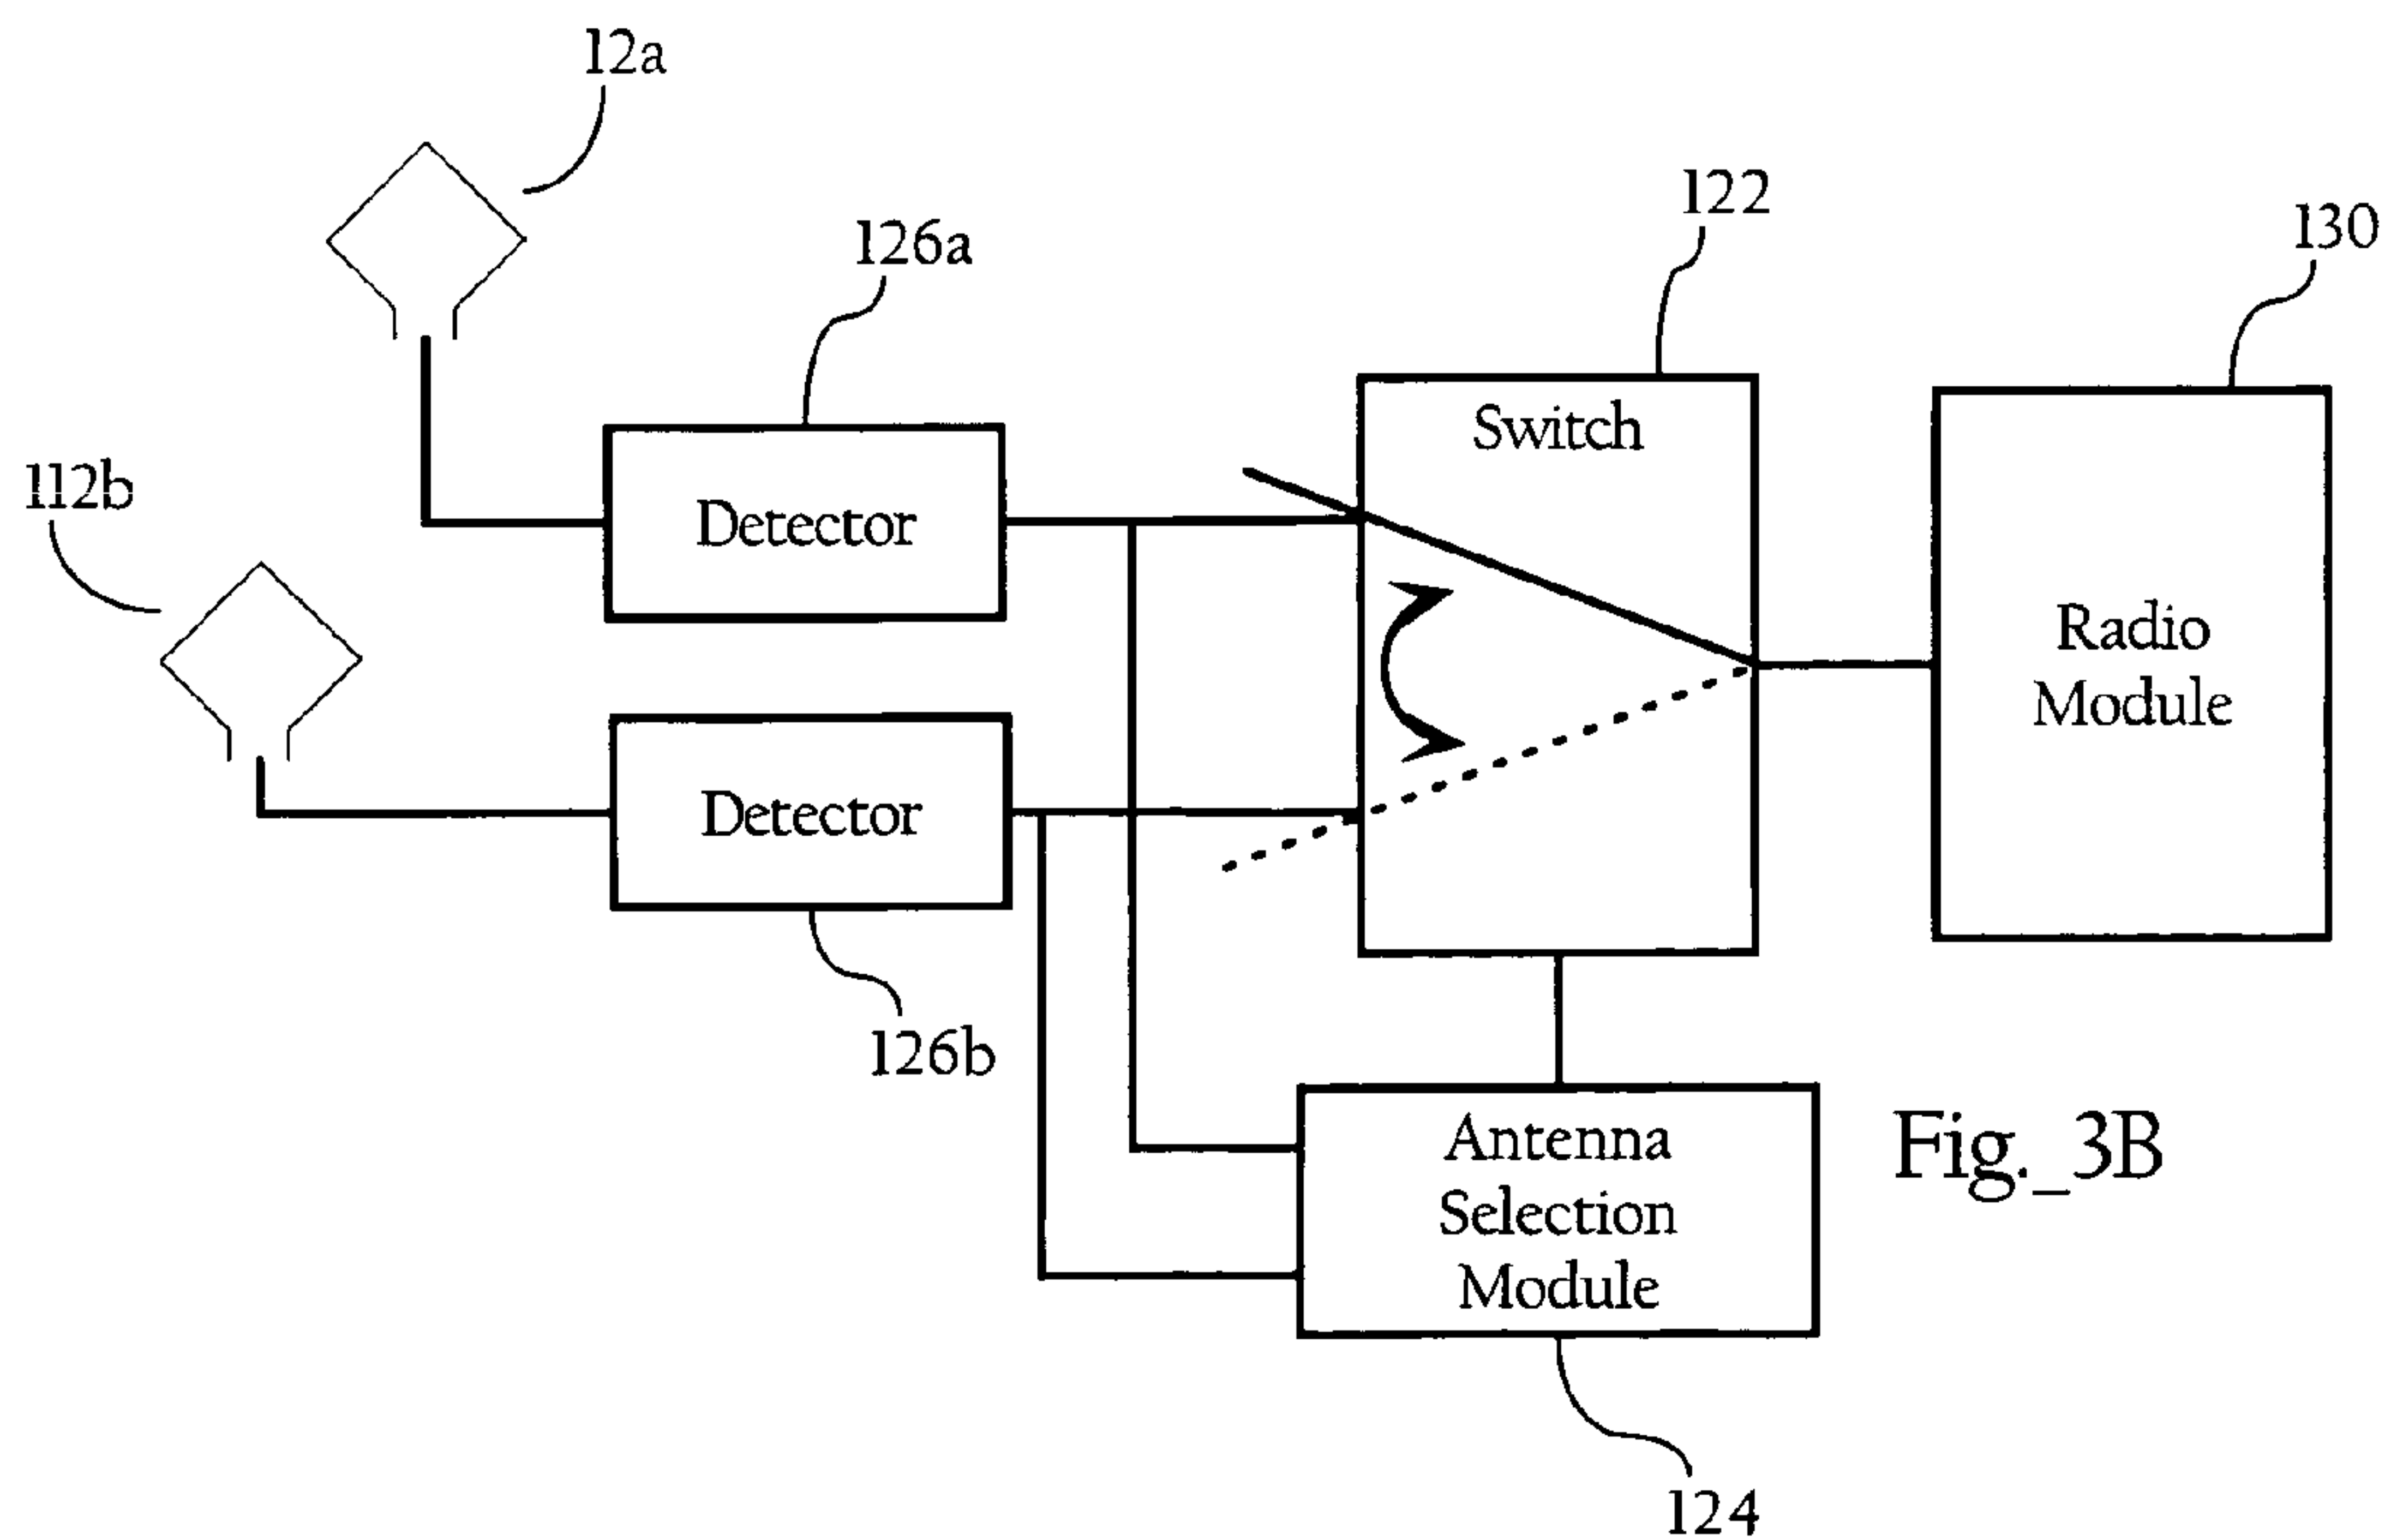 12a
122
130
126a
Switch
112b
Detector
Radio
Module
Detector
126b
Antenna
Selection
Module
Fig._3B
124